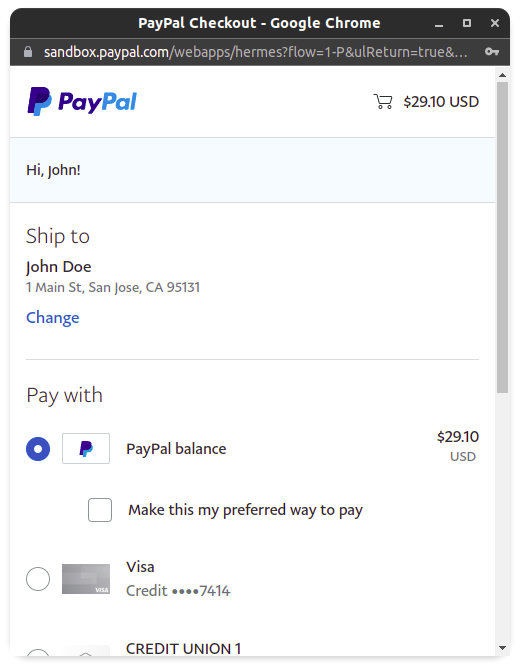 PayPal Checkout - Google Chrome
sandbox.paypal.com/webapps/hermes?flow=1-P&ulReturn=true&...
PayPal
$29.10 USD
Hi, John!
Ship to
John Doe
1 Main St, San Jose, CA 95131
Change
Pay with
PayPal balance
$29.10
USD
Make this my preferred way to pay
VISA
Visa
Credit ••••7414
CREDIT UNION 1